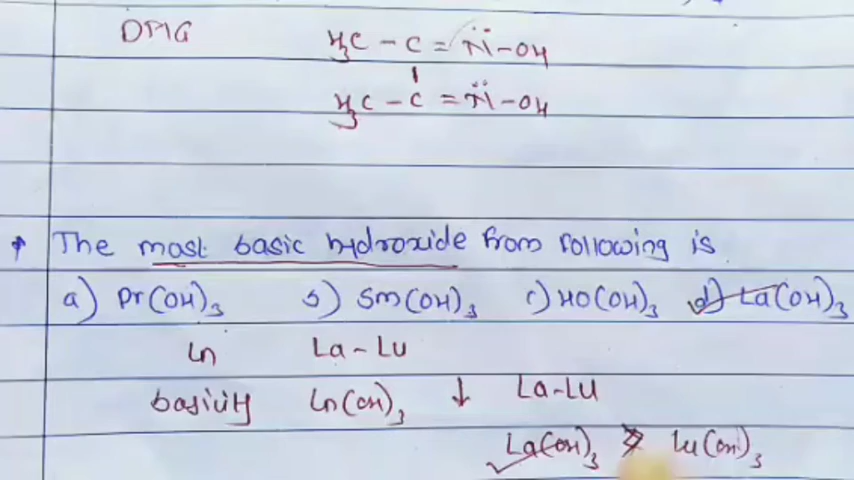 DMG H₃C - C = N̈ - OH
H₃C - C = N̈ - OH
* The most basic hydroxide from following is
a) Pr(OH)₃ b) Sm(OH)₃ c) HO(OH)₃ d) La(OH)₃
Ln La - Lu
basicity Ln(OH)₃ ↓ La - Lu
La(OH)₃ > Lu(OH)₃